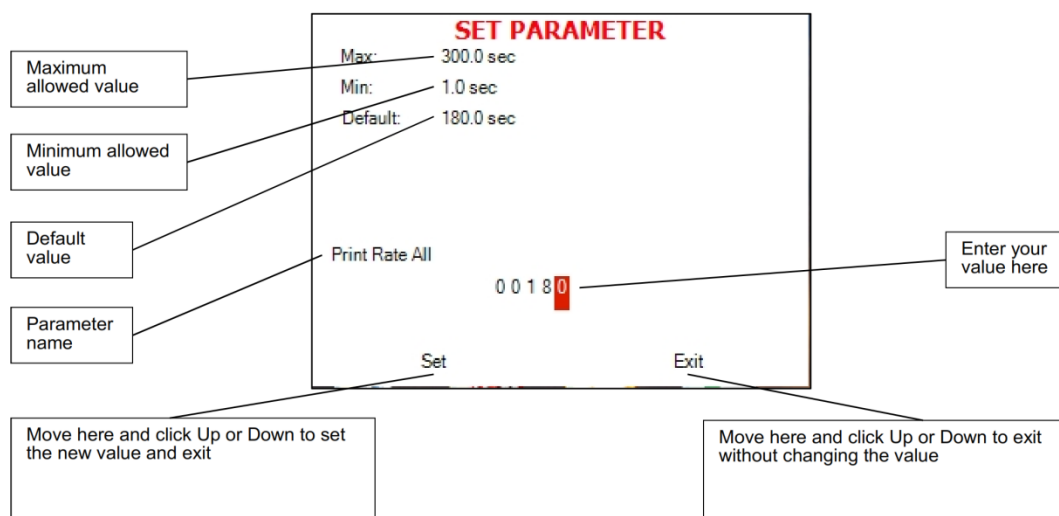 SET PARAMETER
Maximum
allowed value
Max: 300.0 sec
Min: 1.0 sec
Default: 180.0 sec
Minimum allowed
value
Default
value
Print Rate All
Enter your
value here
0 0 1 8 0
Parameter
name
Set Exit
Move here and click Up or Down to set
the new value and exit
Move here and click Up or Down to exit
without changing the value